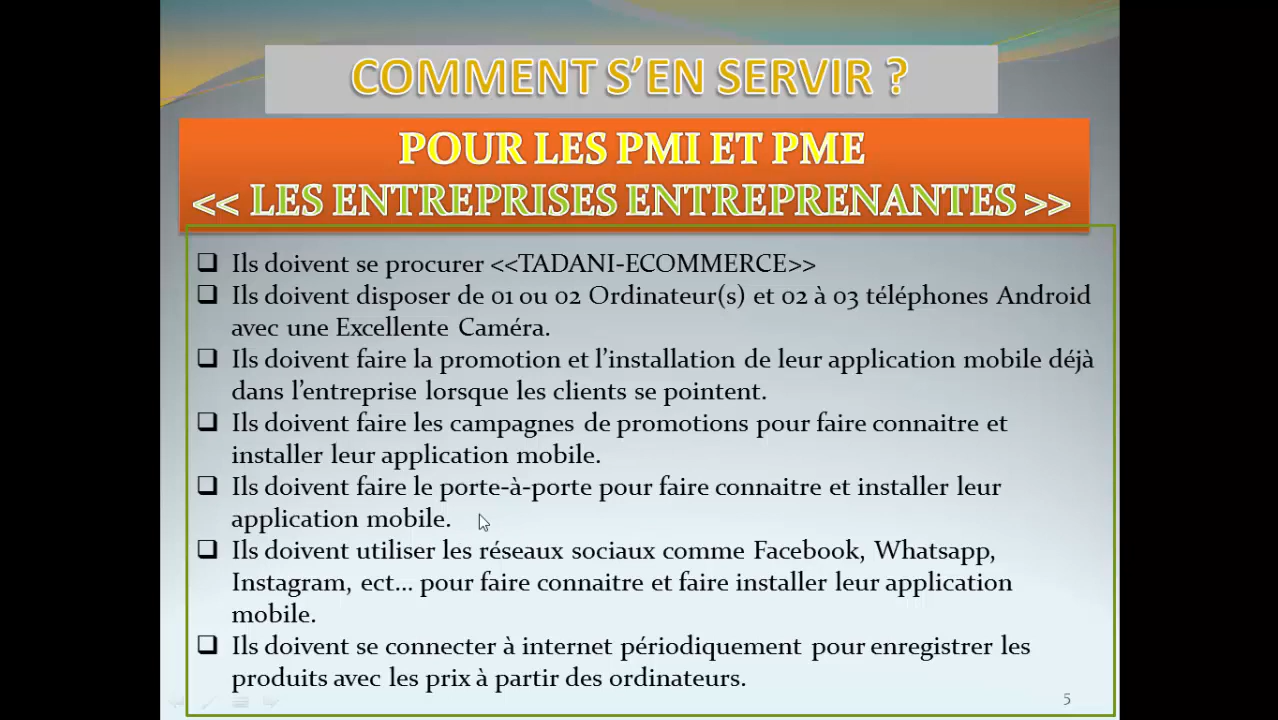 COMMENT S'EN SERVIR ?
POUR LES PMI ET PME
<< LES ENTREPRISES ENTREPRENANTES >>
Ils doivent se procurer <<TADANI-ECOMMERCE>>
Ils doivent disposer de 01 ou 02 Ordinateur(s) et 02 à 03 téléphones Android
avec une Excellente Caméra.
Ils doivent faire la promotion et l'installation de leur application mobile déjà
dans l'entreprise lorsque les clients se pointent.
Ils doivent faire les campagnes de promotions pour faire connaitre et
installer leur application mobile.
Ils doivent faire le porte-à-porte pour faire connaitre et installer leur
application mobile.
Ils doivent utiliser les réseaux sociaux comme Facebook, Whatsapp,
Instagram, ect... pour faire connaitre et faire installer leur application
mobile.
Ils doivent se connecter à internet périodiquement pour enregistrer les
produits avec les prix à partir des ordinateurs.
5